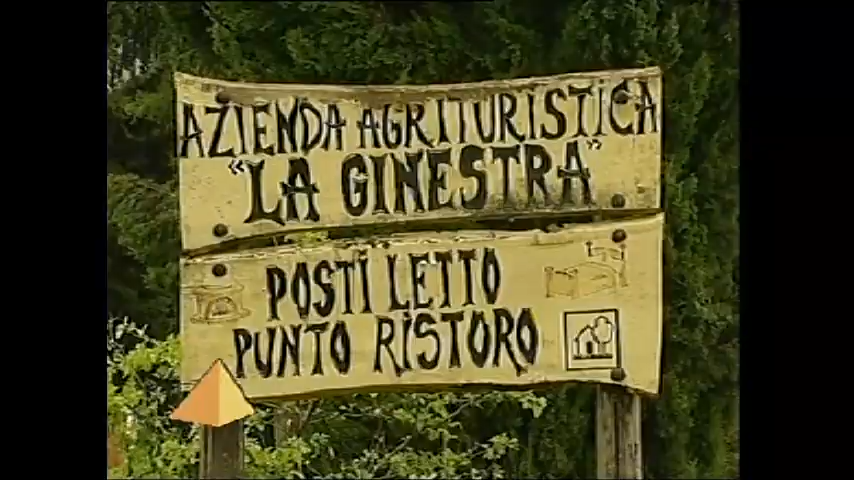 AZIENDA AGRITURISTICA
"LA GINESTRA"
POSTI LETTO
PUNTO RISTORO